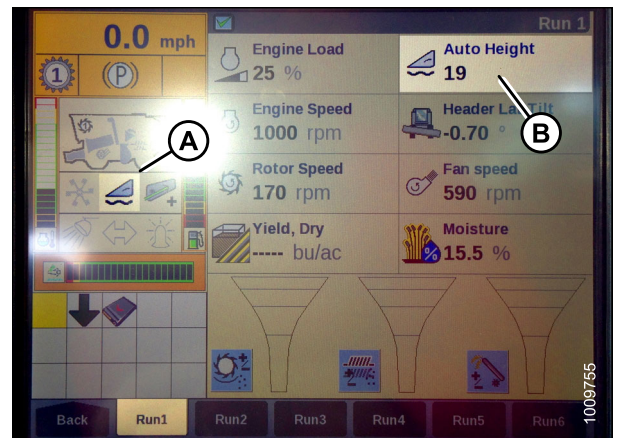 0.0 mph
Run 1
1
(P)
Engine Load
25 %
Auto Height
19
Engine Speed
1000 rpm
Header Lat Tilt
-0.70 °
A
B
Rotor Speed
170 rpm
Fan speed
590 rpm
Yield, Dry
----- bu/ac
Moisture
15.5 %
Back
Run1
Run2
Run3
Run4
Run5
Run6
1009755